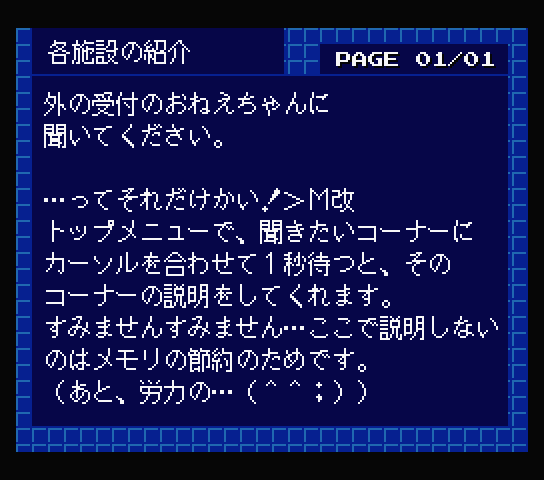 各施設の紹介
PAGE 01/01
外の受付のおねえちゃんに
聞いてください。
…ってそれだけかい！＞M改
トップメニューで、聞きたいコーナーに
カーソルを合わせて１秒待つと、その
コーナーの説明をしてくれます。
すみませんすみません…ここで説明しない
のはメモリの節約のためです。
（あと、労力の…（＾＾；））